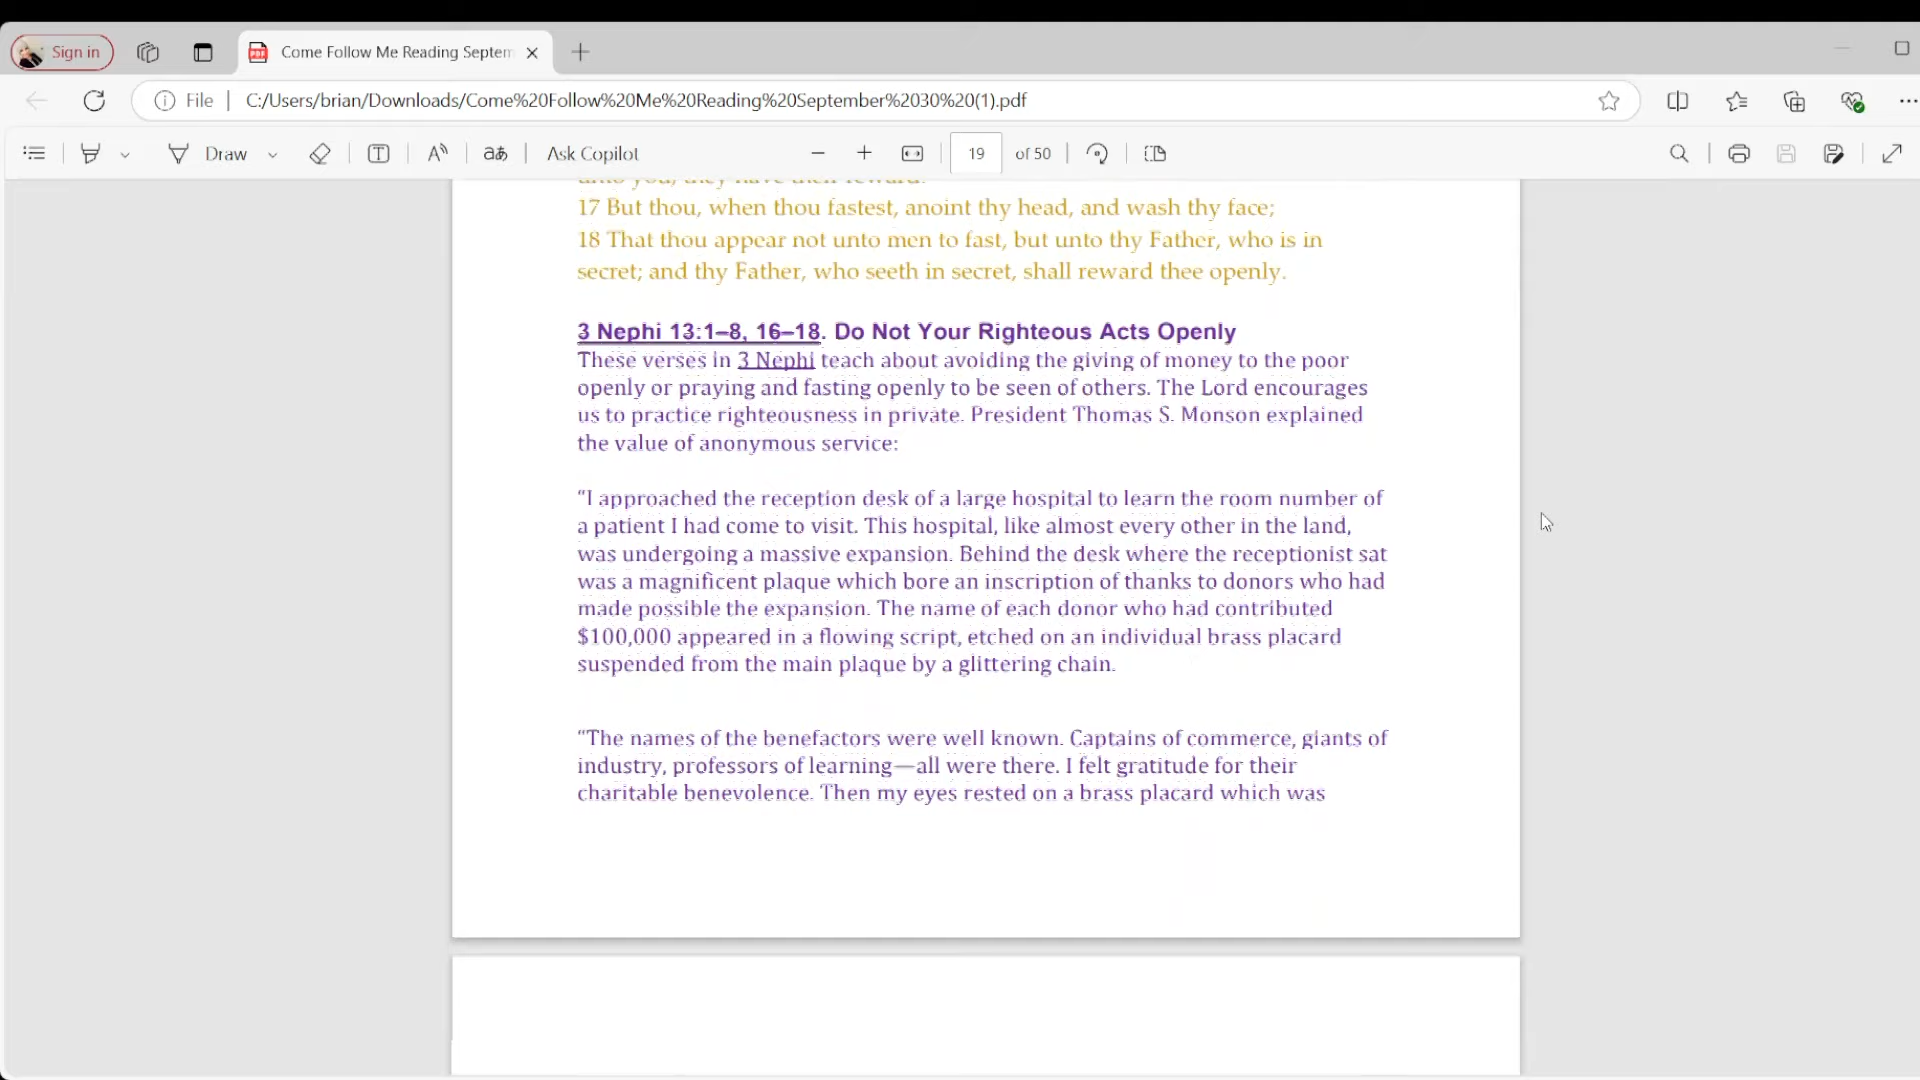 Sign in
Come Follow Me Reading Septem
File
C:/Users/brian/Downloads/Come%20Follow%20Me%20Reading%20September%2030%20(1).pdf
Draw
aあ
Ask Copilot
19 of 50
unto you, they have their reward.
17 But thou, when thou fastest, anoint thy head, and wash thy face;
18 That thou appear not unto men to fast, but unto thy Father, who is in
secret; and thy Father, who seeth in secret, shall reward thee openly.
3 Nephi 13:1–8, 16–18. Do Not Your Righteous Acts Openly
These verses in 3 Nephi teach about avoiding the giving of money to the poor
openly or praying and fasting openly to be seen of others. The Lord encourages
us to practice righteousness in private. President Thomas S. Monson explained
the value of anonymous service:
“I approached the reception desk of a large hospital to learn the room number of
a patient I had come to visit. This hospital, like almost every other in the land,
was undergoing a massive expansion. Behind the desk where the receptionist sat
was a magnificent plaque which bore an inscription of thanks to donors who had
made possible the expansion. The name of each donor who had contributed
$100,000 appeared in a flowing script, etched on an individual brass placard
suspended from the main plaque by a glittering chain.
“The names of the benefactors were well known. Captains of commerce, giants of
industry, professors of learning—all were there. I felt gratitude for their
charitable benevolence. Then my eyes rested on a brass placard which was